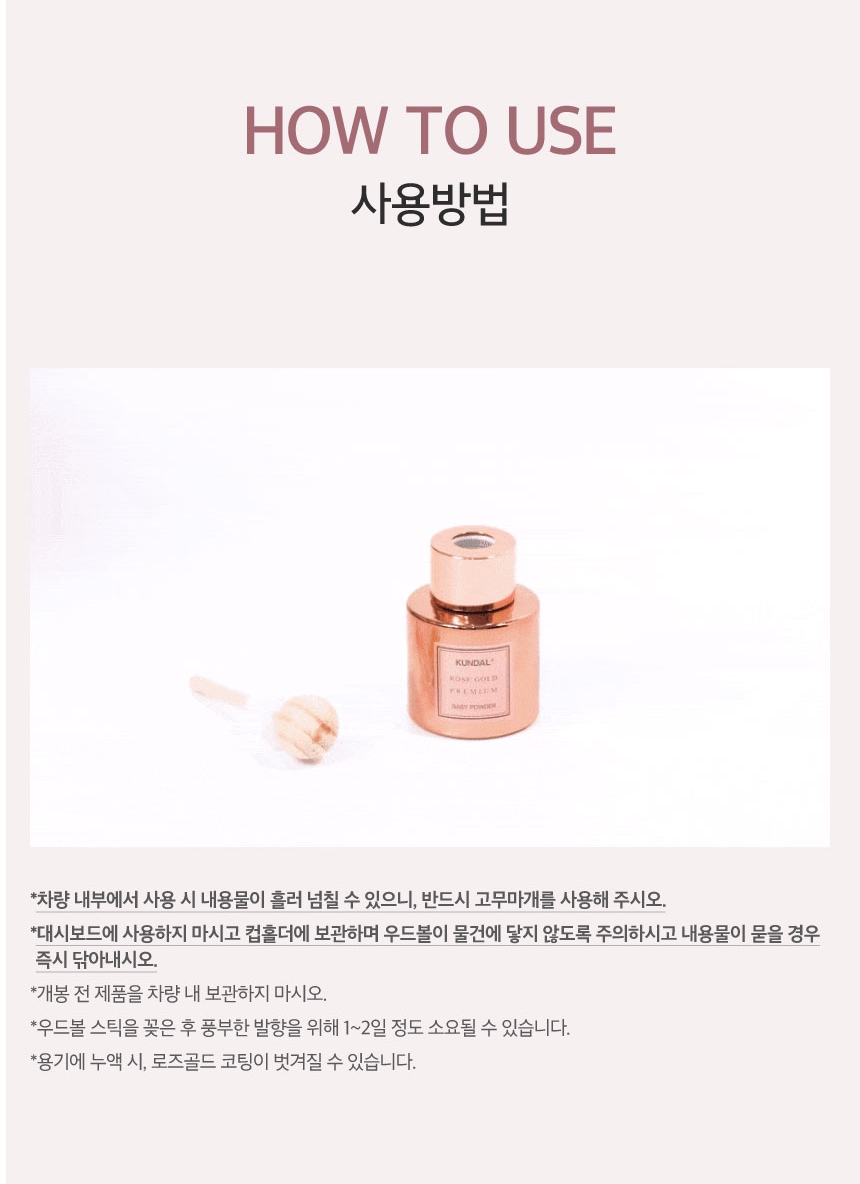 HOW TO USE
사용방법
KUNDAL®
ROSE GOLD
PREMIUM
BABY POWDER
*차량 내부에서 사용 시 내용물이 흘러 넘칠 수 있으니, 반드시 고무마개를 사용해 주시오.
*대시보드에 사용하지 마시고 컵홀더에 보관하며 우드볼이 물건에 닿지 않도록 주의하시고 내용물이 묻을 경우
즉시 닦아내시오.
*개봉 전 제품을 차량 내 보관하지 마시오.
*우드볼 스틱을 꽂은 후 풍부한 발향을 위해 1~2일 정도 소요될 수 있습니다.
*용기에 누액 시, 로즈골드 코팅이 벗겨질 수 있습니다.